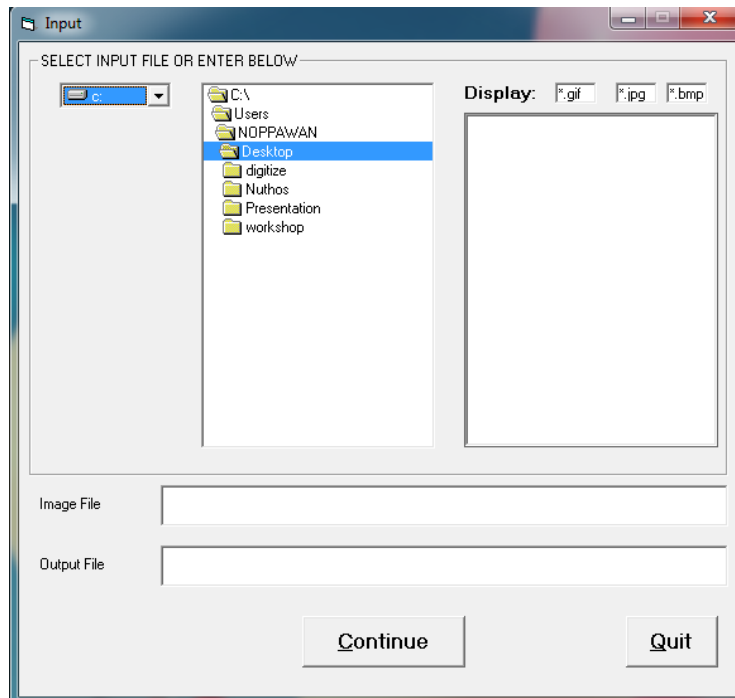 Input
SELECT INPUT FILE OR ENTER BELOW
c:
C:\
Users
NOPPAWAN
Desktop
digitize
Nuthos
Presentation
workshop
Display: *.gif *.jpg *.bmp
Image File
Output File
Continue
Quit